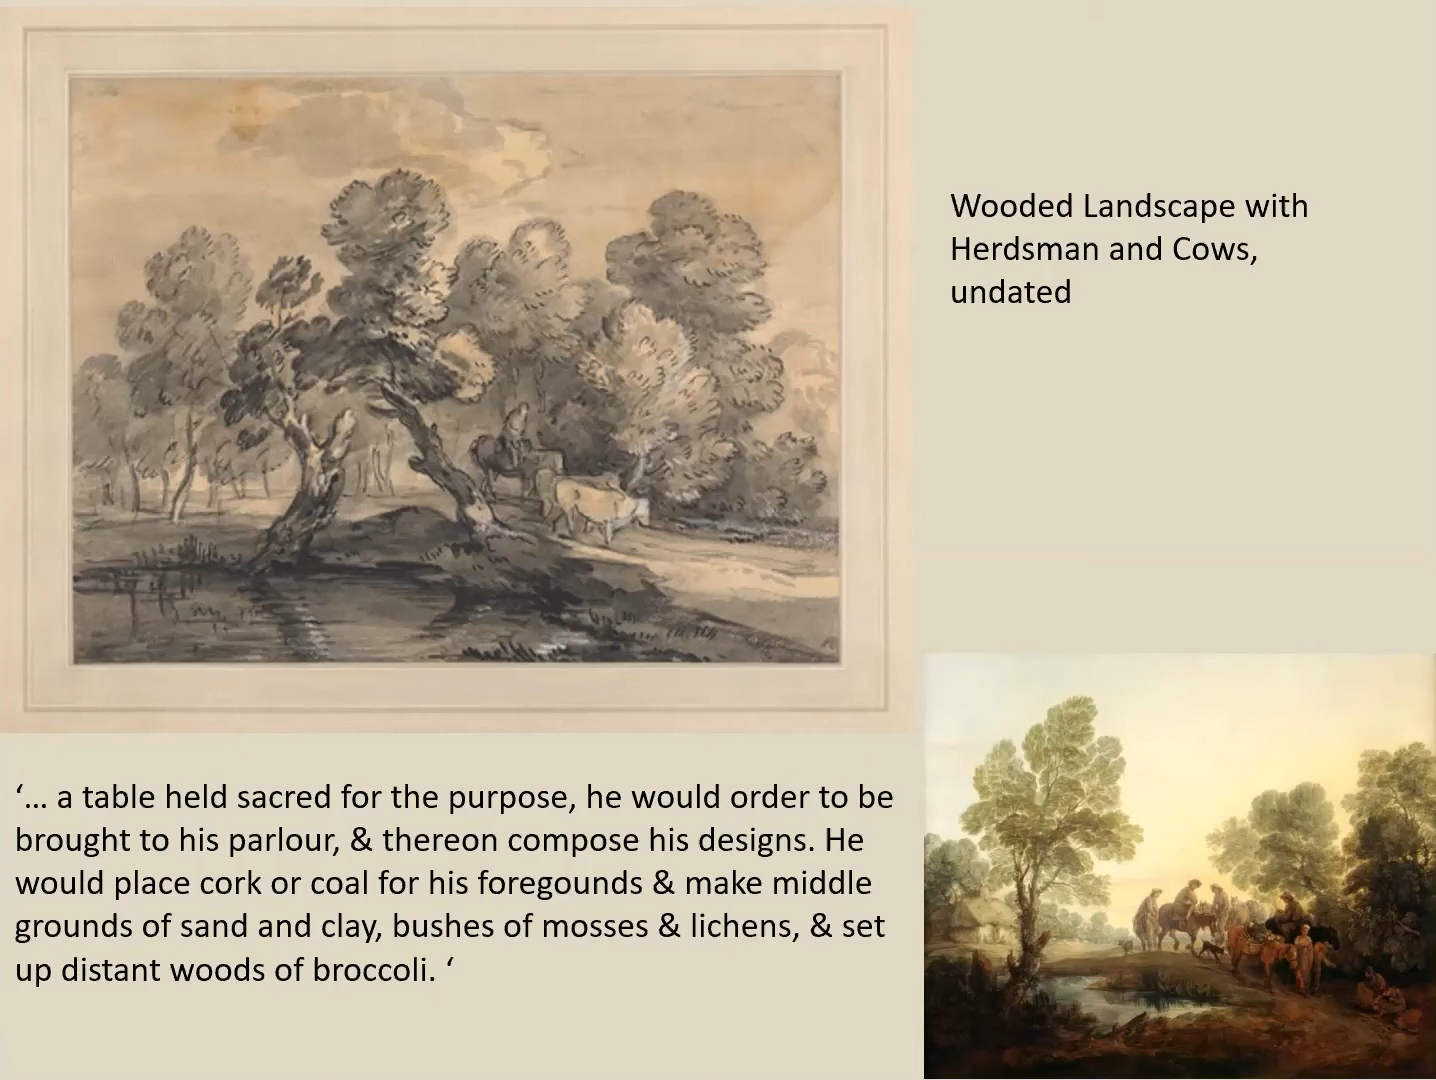 Wooded Landscape with
Herdsman and Cows,
undated
‘... a table held sacred for the purpose, he would order to be
brought to his parlour, & thereon compose his designs. He
would place cork or coal for his foregounds & make middle
grounds of sand and clay, bushes of mosses & lichens, & set
up distant woods of broccoli. ‘